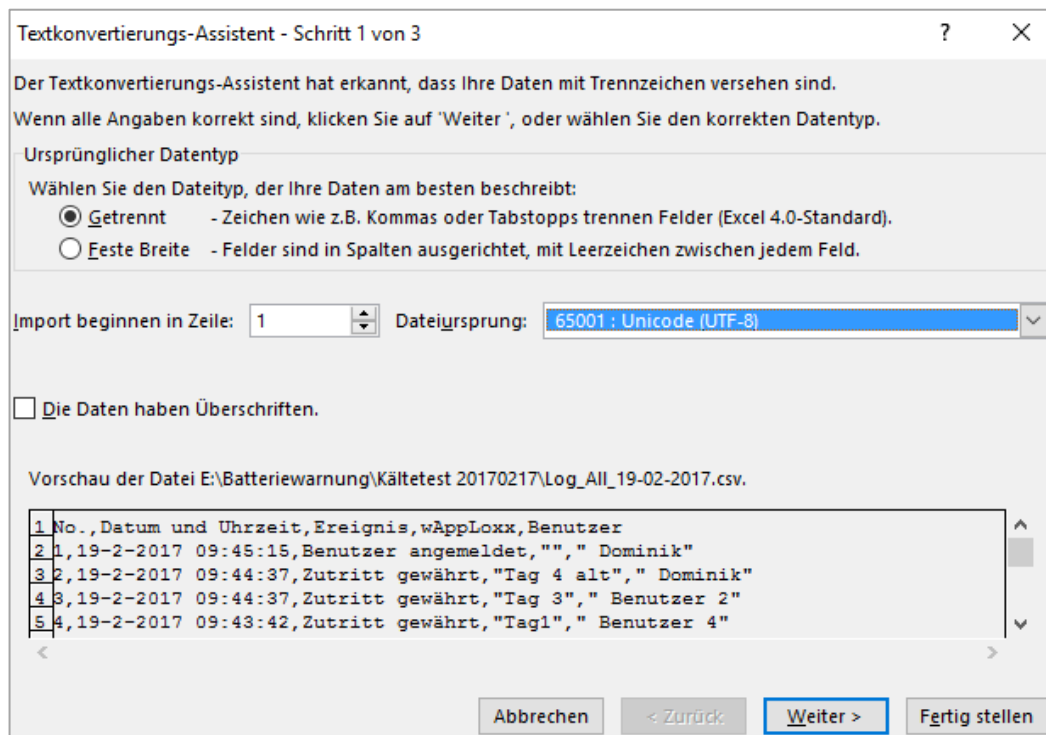 Textkonvertierungs-Assistent - Schritt 1 von 3
Der Textkonvertierungs-Assistent hat erkannt, dass Ihre Daten mit Trennzeichen versehen sind.
Wenn alle Angaben korrekt sind, klicken Sie auf 'Weiter ', oder wählen Sie den korrekten Datentyp.
Ursprünglicher Datentyp
Wählen Sie den Dateityp, der Ihre Daten am besten beschreibt:
Getrennt - Zeichen wie z.B. Kommas oder Tabstopps trennen Felder (Excel 4.0-Standard).
Feste Breite - Felder sind in Spalten ausgerichtet, mit Leerzeichen zwischen jedem Feld.
Import beginnen in Zeile: 1 Dateiursprung: 65001 : Unicode (UTF-8)
Die Daten haben Überschriften.
Vorschau der Datei E:\Batteriewarnung\Kältetest 20170217\Log_All_19-02-2017.csv.
1 No.,Datum und Uhrzeit,Ereignis,wAppLoxx,Benutzer
2 1,19-2-2017 09:45:15,Benutzer angemeldet,""," Dominik"
3 2,19-2-2017 09:44:37,Zutritt gewährt,"Tag 4 alt"," Dominik"
4 3,19-2-2017 09:44:37,Zutritt gewährt,"Tag 3"," Benutzer 2"
5 4,19-2-2017 09:43:42,Zutritt gewährt,"Tag1"," Benutzer 4"
Abbrechen < Zurück Weiter > Fertig stellen